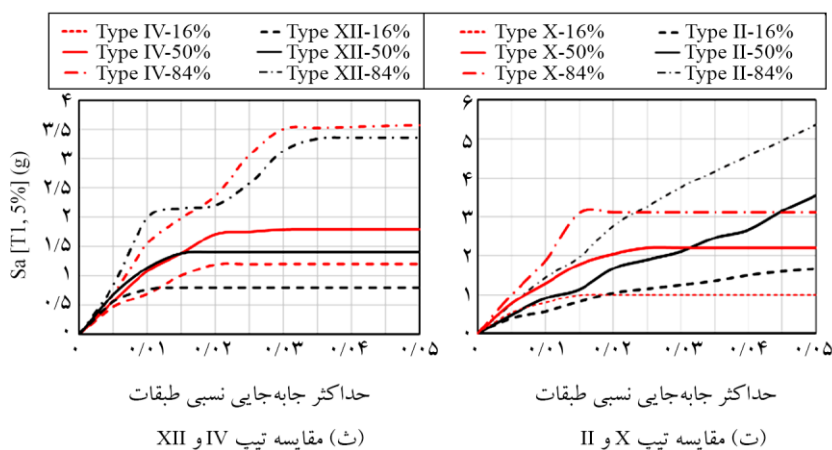 Type IV-16% Type XII-16% Type X-16% Type II-16%
Type IV-50% Type XII-50% Type X-50% Type II-50%
Type IV-84% Type XII-84% Type X-84% Type II-84%
Sa [T1, 5%] (g)
۴
۳/۵
۳
۲/۵
۲
۱/۵
۱
۰/۵
۰
۰ ۰/۰۱ ۰/۰۲ ۰/۰۳ ۰/۰۴ ۰/۰۵
حداکثر جابه‌جایی نسبی طبقات
(ث) مقایسه تیپ IV و XII
۶
۵
۴
۳
۲
۱
۰
۰ ۰/۰۱ ۰/۰۲ ۰/۰۳ ۰/۰۴ ۰/۰۵
حداکثر جابه‌جایی نسبی طبقات
(ت) مقایسه تیپ X و II